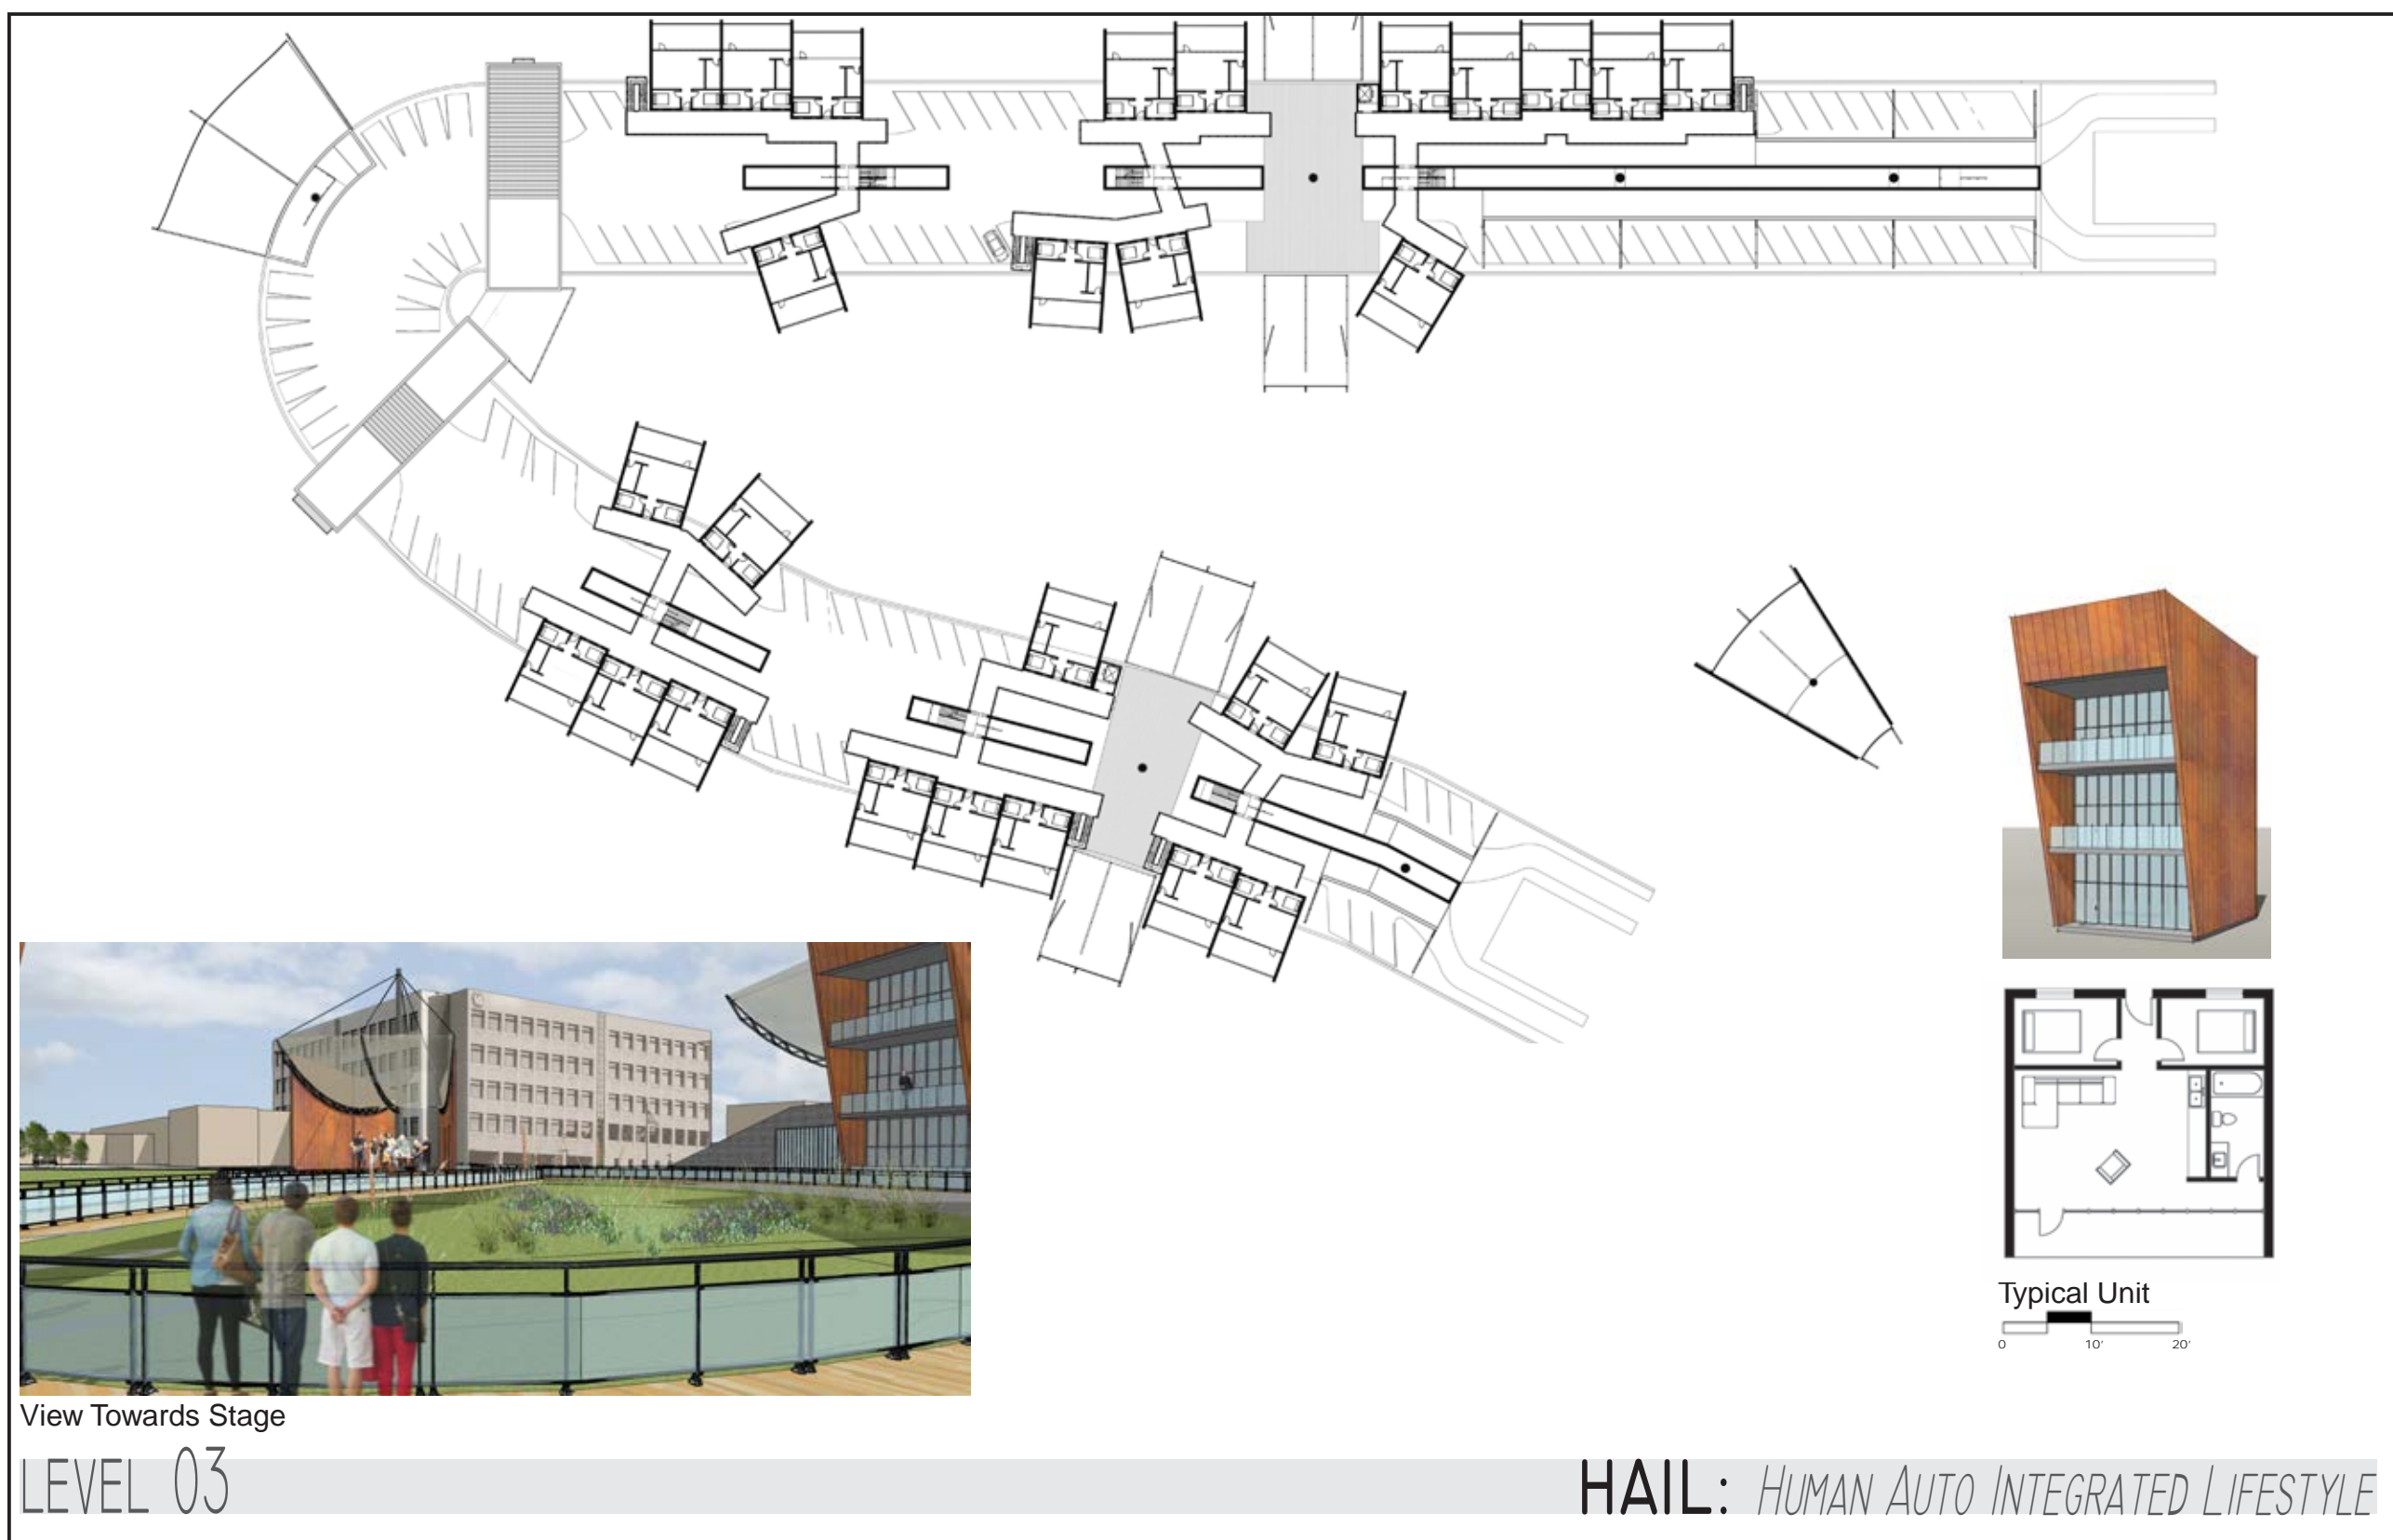 Typical Unit
0 10' 20'
View Towards Stage
LEVEL 03
HAIL: HUMAN AUTO INTEGRATED LIFESTYLE